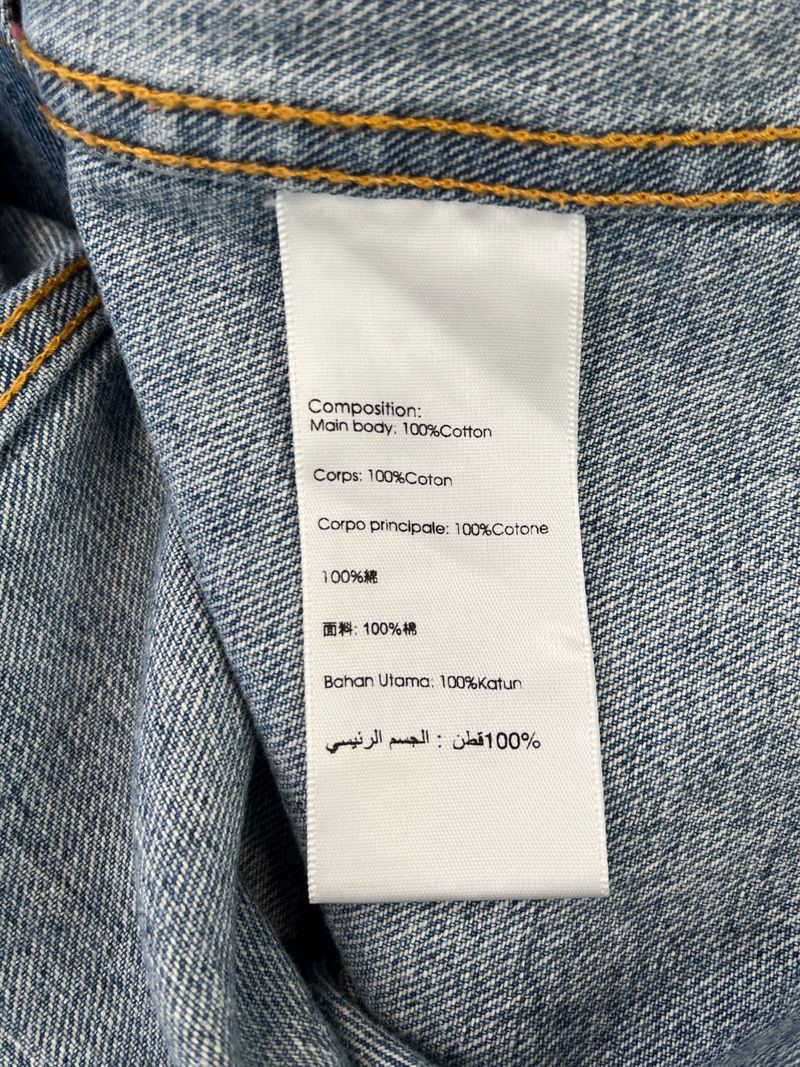 Composition:
Main body: 100%Cotton
Corps: 100%Coton
Corpo principale: 100%Cotone
100%綿
面料: 100%棉
Bahan Utama: 100%Katun
الجسم الرئيسي : قطن100%